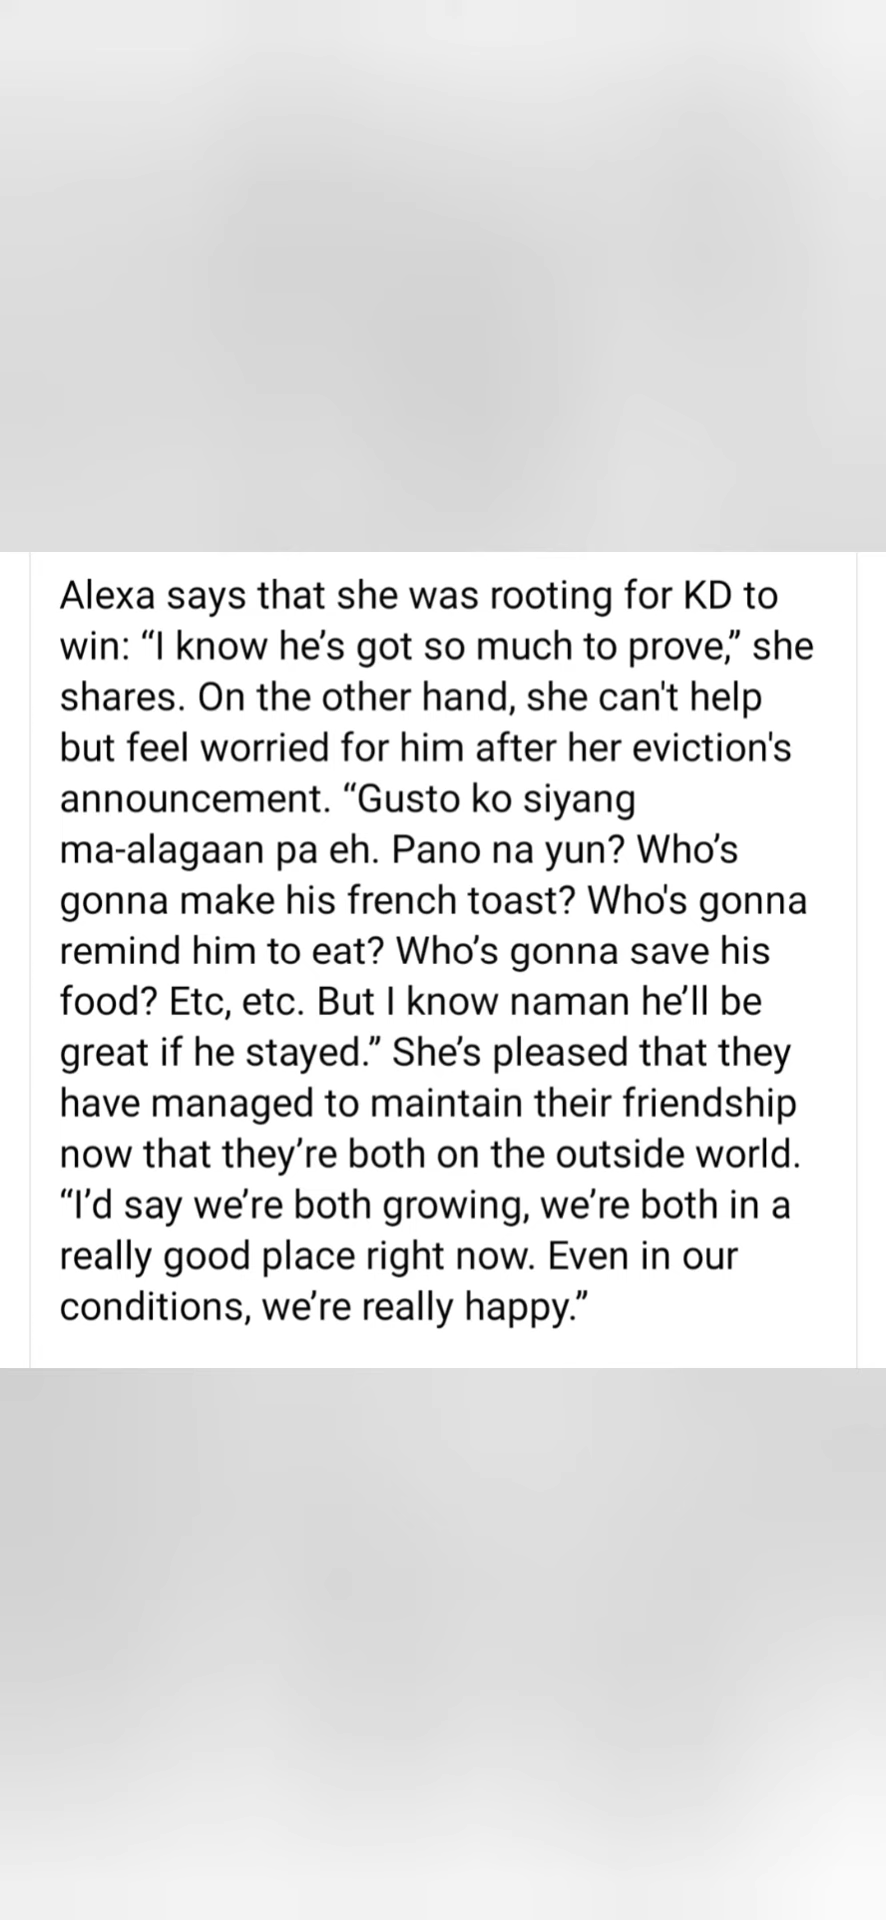 Alexa says that she was rooting for KD to
win: “I know he’s got so much to prove,” she
shares. On the other hand, she can't help
but feel worried for him after her eviction's
announcement. “Gusto ko siyang
ma-alagaan pa eh. Pano na yun? Who’s
gonna make his french toast? Who's gonna
remind him to eat? Who’s gonna save his
food? Etc, etc. But I know naman he’ll be
great if he stayed.” She’s pleased that they
have managed to maintain their friendship
now that they’re both on the outside world.
“I’d say we’re both growing, we’re both in a
really good place right now. Even in our
conditions, we’re really happy.”